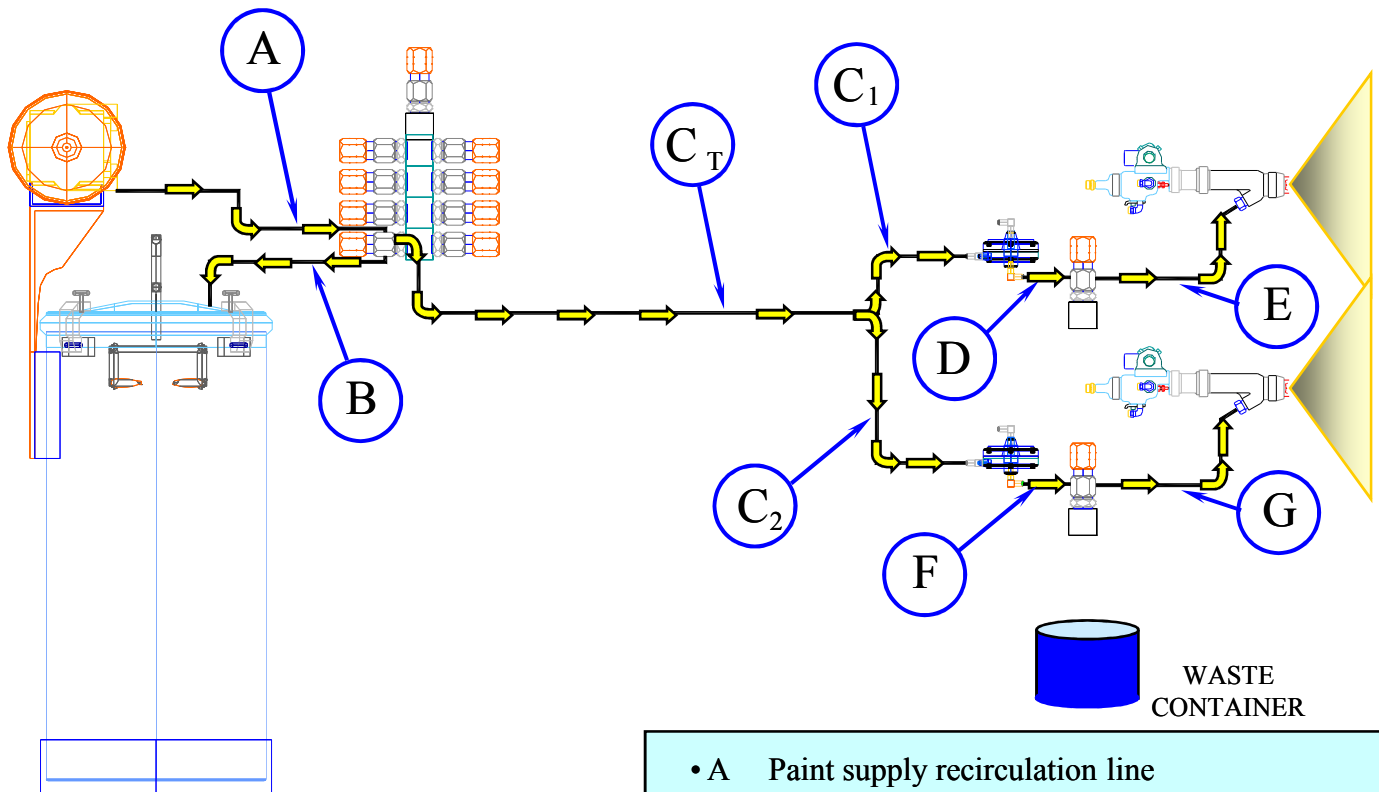 A
C T
C1
D
E
B
C2
F
G
WASTE
CONTAINER
• A Paint supply recirculation line